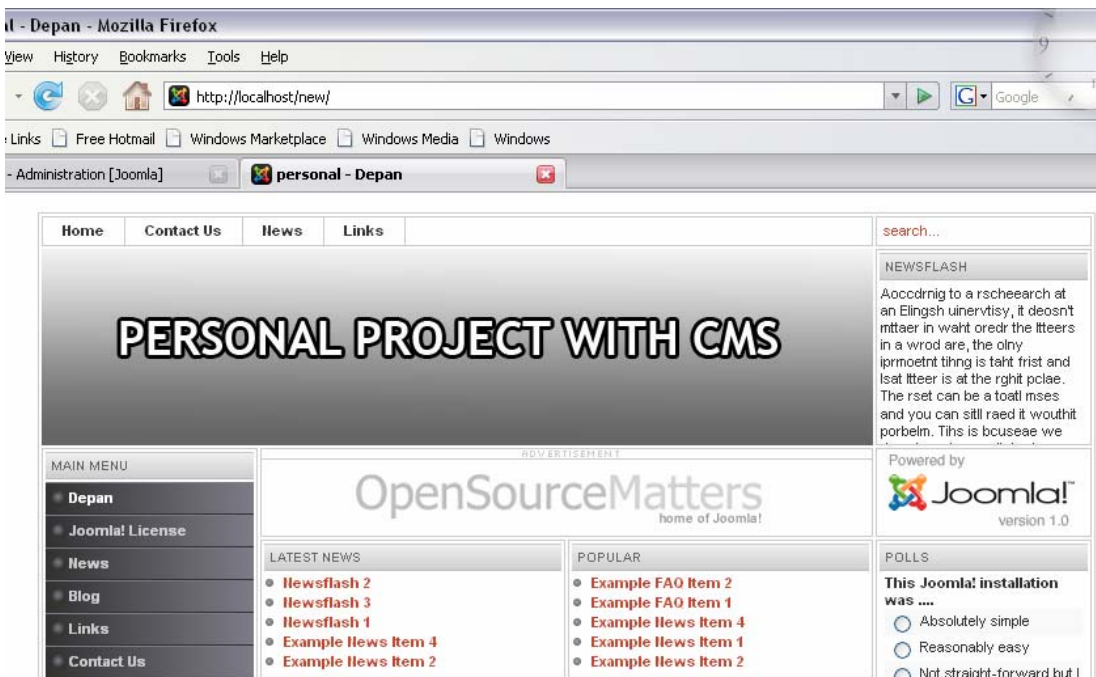 al - Depan - Mozilla Firefox
View History Bookmarks Tools Help
http://localhost/new/
Google
Links Free Hotmail Windows Marketplace Windows Media Windows
- Administration [Joomla] personal - Depan
Home Contact Us News Links
search...
PERSONAL PROJECT WITH CMS
NEWSFLASH
Aoccdrnig to a rscheearch at
an Elingsh uinervtisy, it deosn't
mttaer in waht oredr the ltteers
in a wrod are, the olny
iprmoetnt tihng is taht frist and
lsat ltteer is at the rghit pclae.
The rset can be a toatl mses
and you can sitll raed it wouthit
porbelm. Tihs is bcuseae we
MAIN MENU
Depan
Joomla! License
News
Blog
Links
Contact Us
ADVERTISEMENT
OpenSourceMatters
home of Joomla!
Powered by
Joomla!™
version 1.0
LATEST NEWS
Newsflash 2
Newsflash 3
Newsflash 1
Example News Item 4
Example News Item 2
POPULAR
Example FAQ Item 2
Example FAQ Item 1
Example News Item 4
Example News Item 1
Example News Item 2
POLLS
This Joomla! installation
was ....
Absolutely simple
Reasonably easy
Not straight-forward but I
9